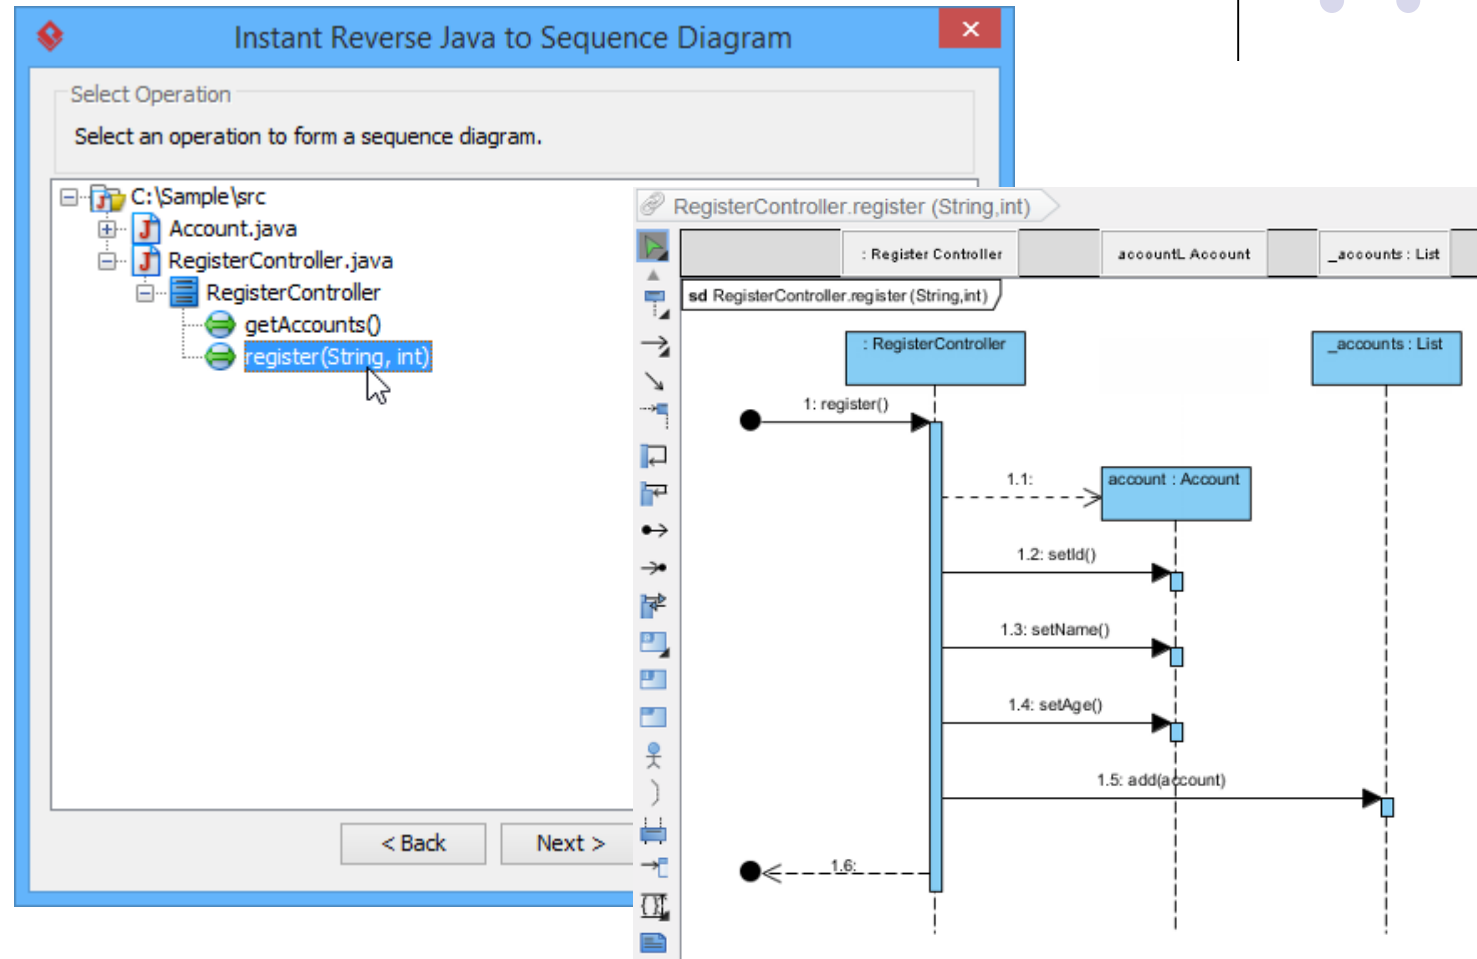 Instant Reverse Java to Sequence Diagram
Select Operation
Select an operation to form a sequence diagram.
C:\Sample\src
Account.java
RegisterController.java
RegisterController
getAccounts()
register(String, int)
< Back
Next >
RegisterController.register (String,int)
: Register Controller
accountL Account
_accounts : List
sd RegisterController.register (String,int)
: RegisterController
_accounts : List
1: register()
1.1:
account : Account
1.2: setId()
1.3: setName()
1.4: setAge()
1.5: add(account)
1.6: